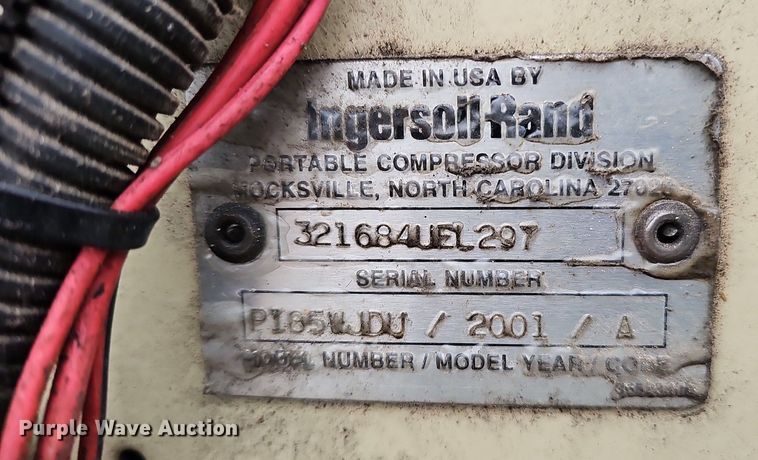 MADE IN USA BY
Ingersoll-Rand
PORTABLE COMPRESSOR DIVISION
MOCKSVILLE, NORTH CAROLINA
321684UEL297
SERIAL NUMBER
/ 2001 / A
MODEL NUMBER / MODEL YEAR / CODE
Purple Wave Auction